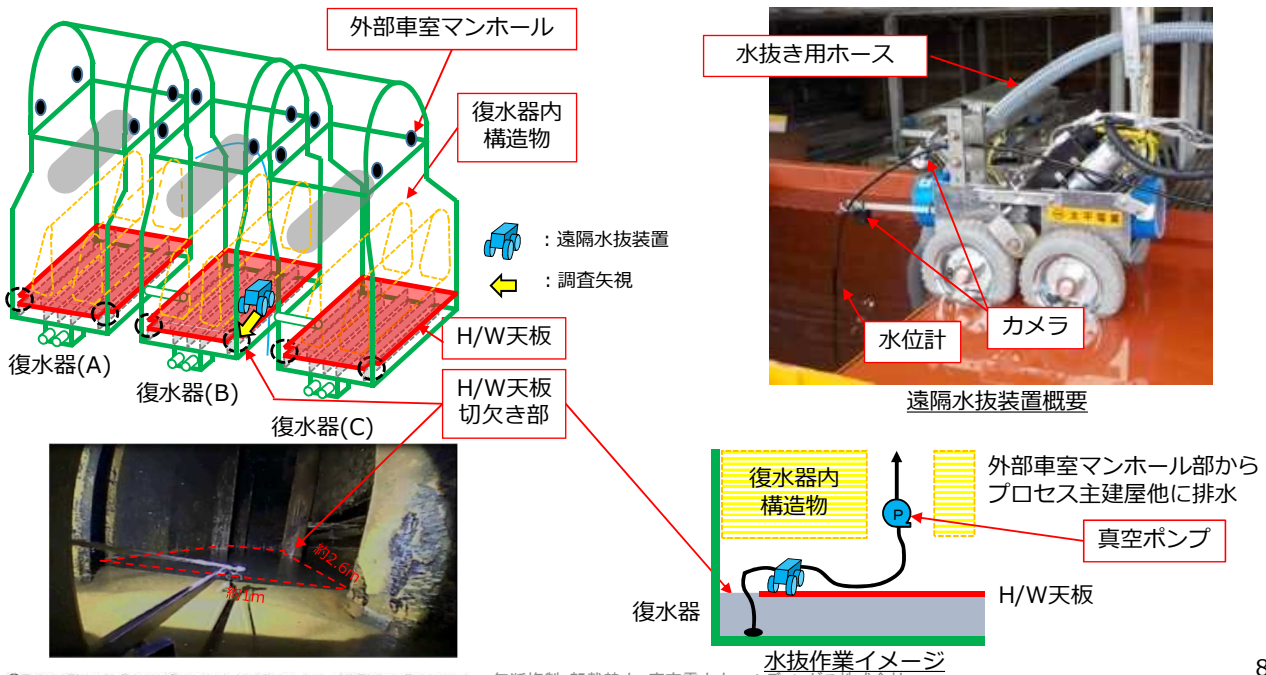 外部車室マンホール
復水器内
構造物
：遠隔水抜装置
：調査矢視
H/W天板
H/W天板
切欠き部
復水器(A)
復水器(B)
復水器(C)
約2.6m
約1m
水抜き用ホース
太平電業
水位計
カメラ
遠隔水抜装置概要
復水器内
構造物
P
外部車室マンホール部から
プロセス主建屋他に排水
真空ポンプ
復水器
H/W天板
水抜作業イメージ
8